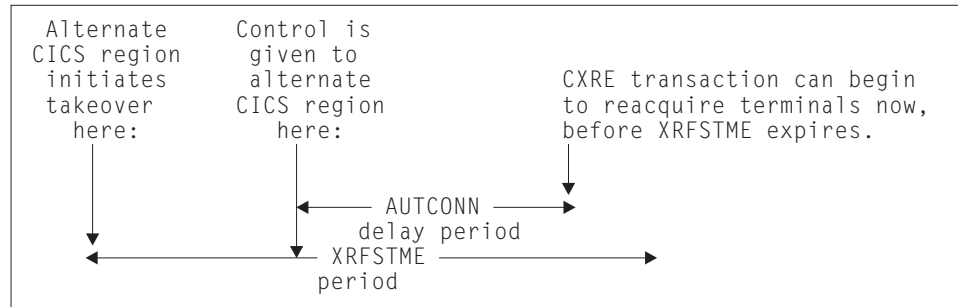 Alternate
CICS region
initiates
takeover
here:
Control is
given to
alternate
CICS region
here:
CXRE transaction can begin
to reacquire terminals now,
before XRFSTME expires.
AUTCONN
delay period
XRFSTME
period